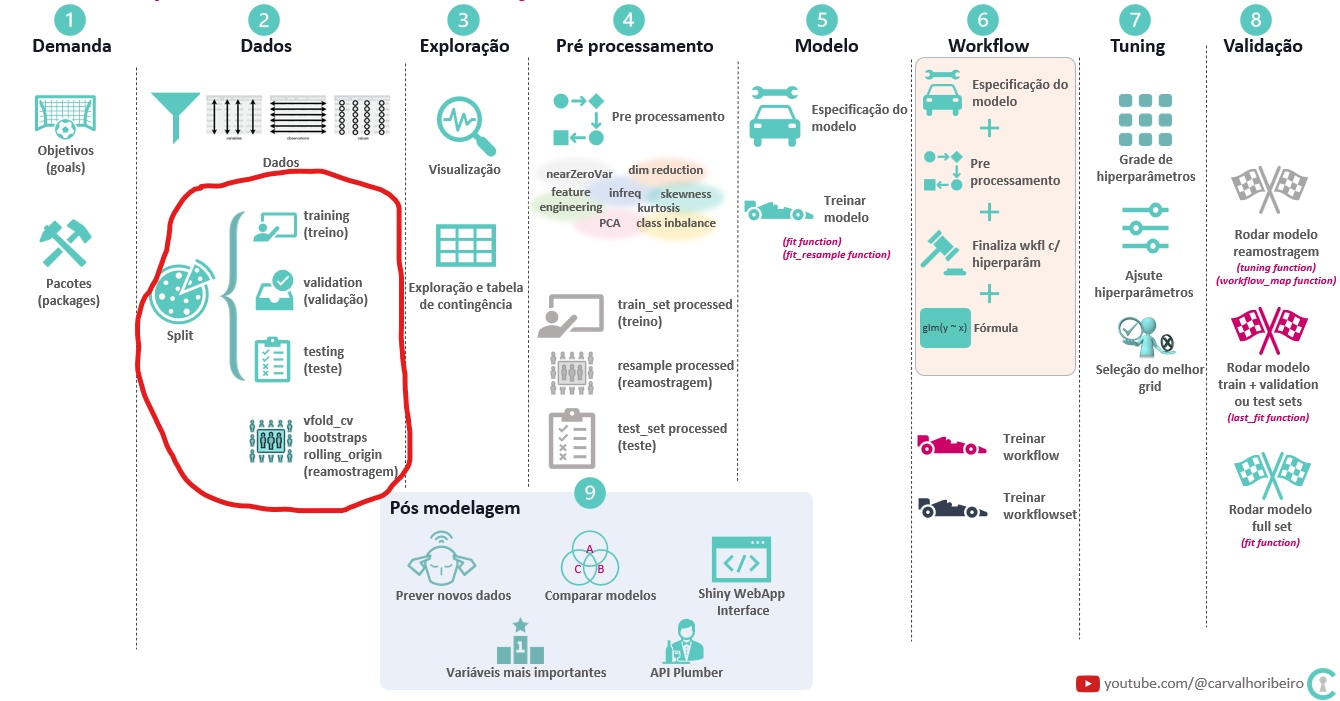 1
Demanda
Objetivos
(goals)
Pacotes
(packages)
2
Dados
variables
observations
values
Dados
Split
training
(treino)
validation
(validação)
testing
(teste)
vfold_cv
bootstraps
rolling_origin
(reamostragem)
3
Exploração
Visualização
Exploração e tabela
de contingência
4
Pré processamento
Pre processamento
nearZeroVar
dim reduction
feature
engineering
infreq
skewness
kurtosis
PCA
class inbalance
train_set processed
(treino)
resample processed
(reamostragem)
test_set processed
(teste)
5
Modelo
Especificação do
modelo
Treinar
modelo
(fit function)
(fit_resample function)
6
Workflow
Especificação do
modelo
+
Pre
processamento
+
Finaliza wkfl c/
hiperparâm
+
glm(y ~ x)
Fórmula
Treinar
workflow
Treinar
workflowset
7
Tuning
Grade de
hiperparâmetros
Ajsute
hiperparâmetros
Seleção do melhor
grid
8
Validação
Rodar modelo
reamostragem
(tuning function)
(workflow_map function)
Rodar modelo
train + validation
ou test sets
(last_fit function)
Rodar modelo
full set
(fit function)
9
Pós modelagem
Prever novos dados
A
C
B
Comparar modelos
</>
Shiny WebApp
Interface
1
Variáveis mais importantes
API Plumber
youtube.com/@carvalhoribeiro